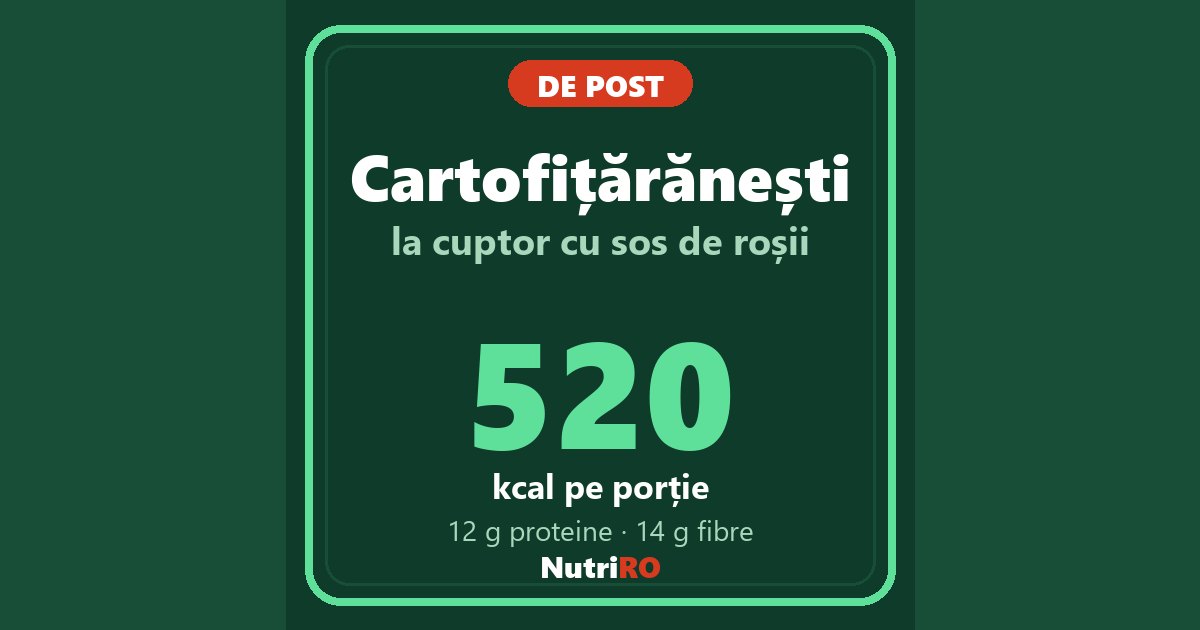 DE POST
Cartofițărănești
la cuptor cu sos de roșii
520
kcal pe porție
12 g proteine · 14 g fibre
NutriRO